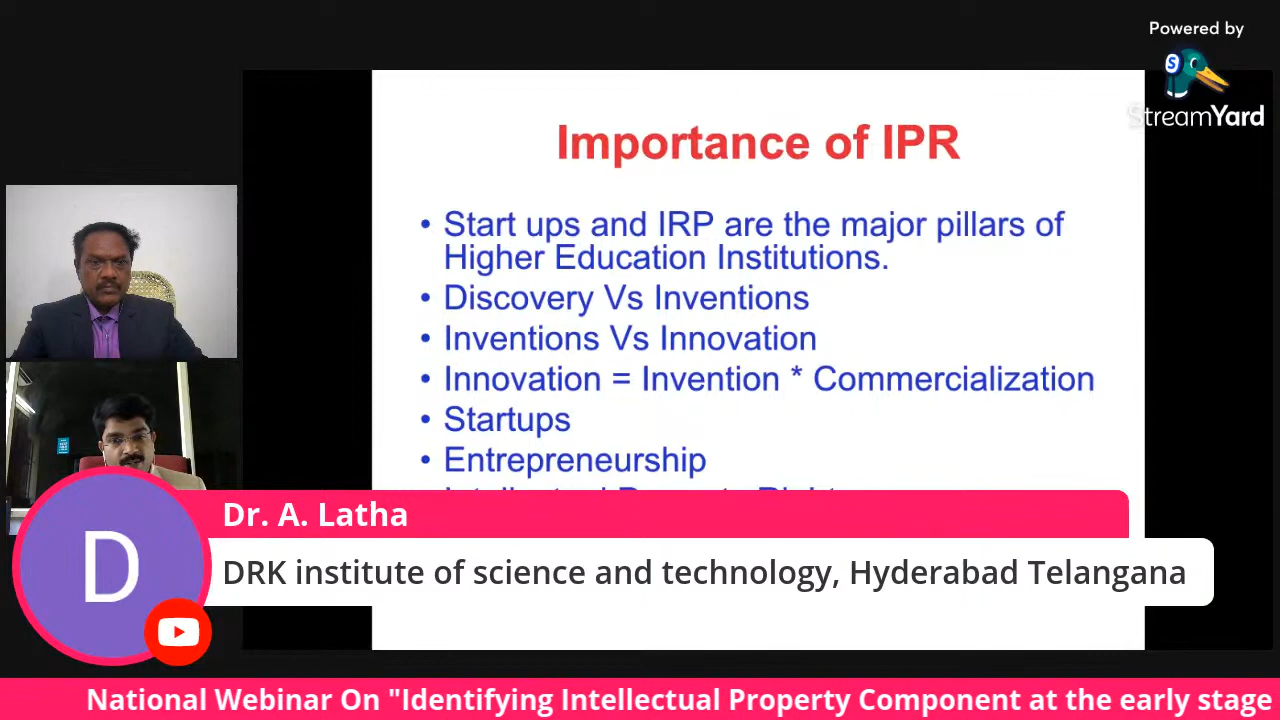 Powered by
StreamYard
Importance of IPR
• Start ups and IRP are the major pillars of
Higher Education Institutions.
• Discovery Vs Inventions
• Inventions Vs Innovation
• Innovation = Invention * Commercialization
• Startups
• Entrepreneurship
Dr. A. Latha
D
DRK institute of science and technology, Hyderabad Telangana
National Webinar On "Identifying Intellectual Property Component at the early stage